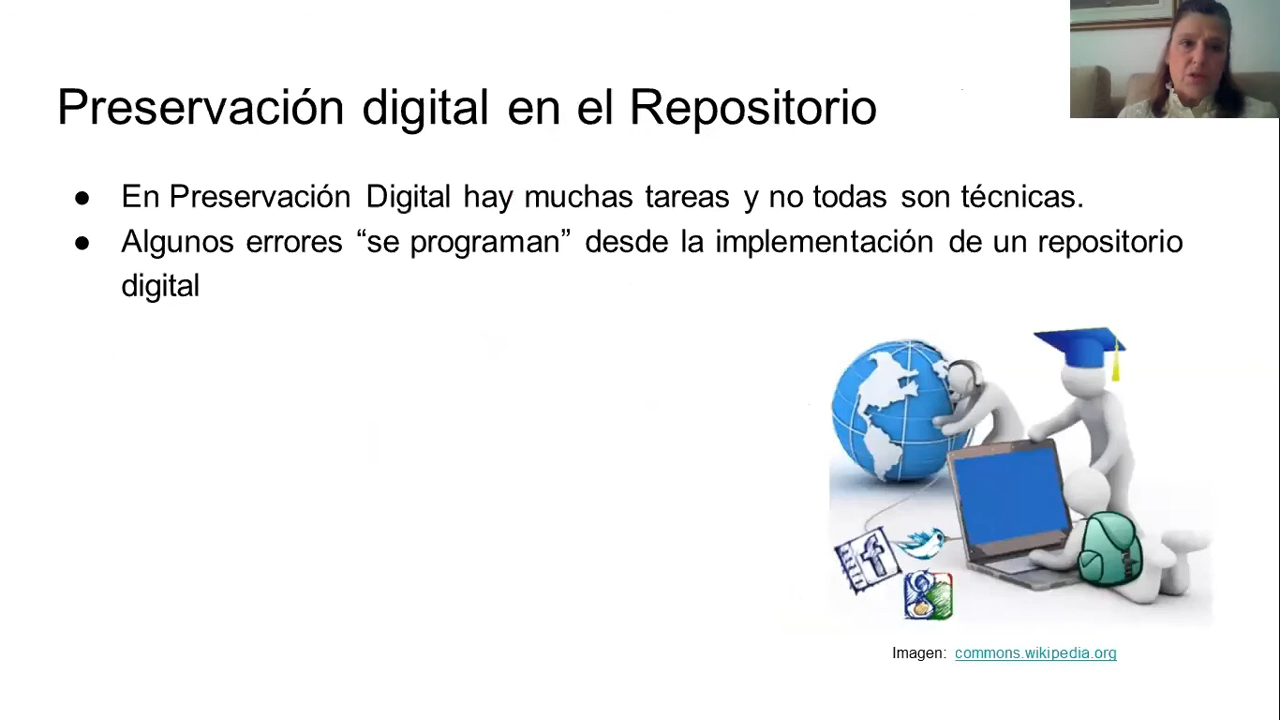 Preservación digital en el Repositorio
● En Preservación Digital hay muchas tareas y no todas son técnicas.
● Algunos errores “se programan” desde la implementación de un repositorio
digital
f
Imagen: commons.wikipedia.org